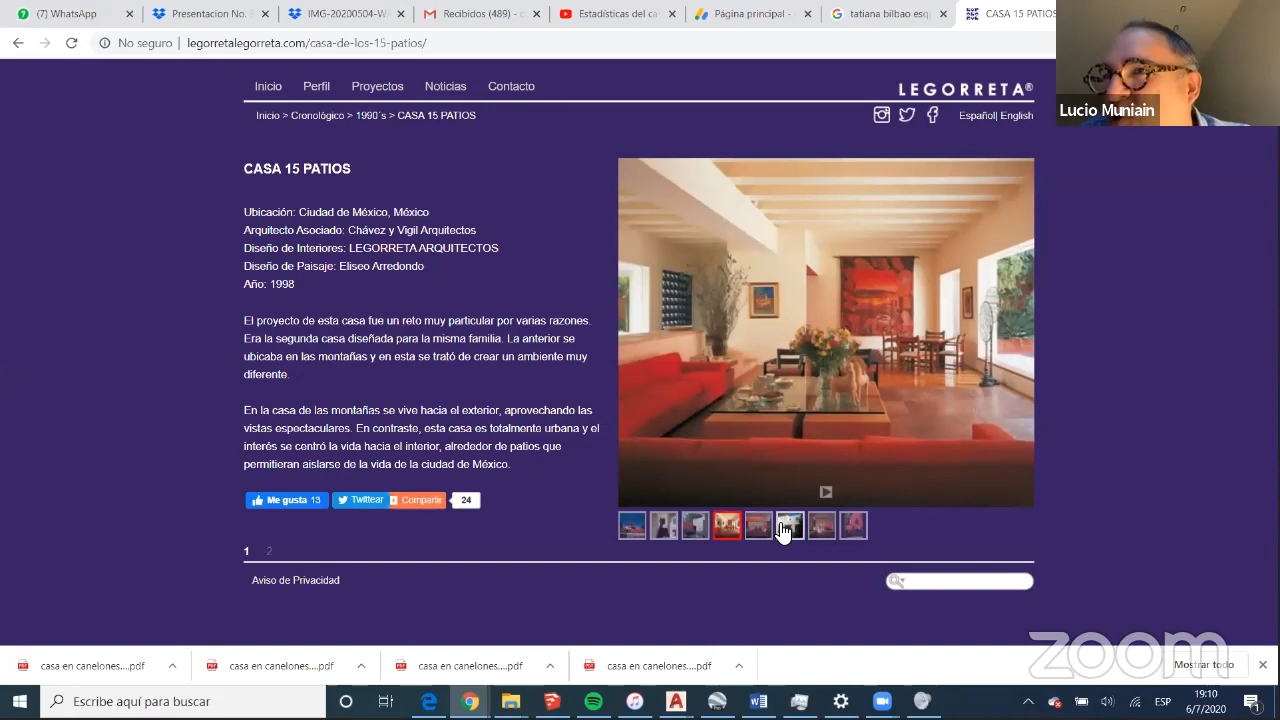 (7) WhatsApp
Presentacion No. E
IMG-20200504-WA
Recibidos (489) - c
Estadísticas del ca
Página principal -
tatiana bilbao esq
CASA 15 PATIOS
No seguro
legorretalegorreta.com/casa-de-los-15-patios/
Lucio Muniain
Inicio Perfil Proyectos Noticias Contacto
LEGORRETA®
Inicio > Cronológico > 1990´s > CASA 15 PATIOS
Español| English
CASA 15 PATIOS
Ubicación: Ciudad de México, México
Arquitecto Asociado: Chávez y Vigil Arquitectos
Diseño de Interiores: LEGORRETA ARQUITECTOS
Diseño de Paisaje: Eliseo Arredondo
Año: 1998
El proyecto de esta casa fue un reto muy particular por varias razones.
Era la segunda casa diseñada para la misma familia. La anterior se
ubicaba en las montañas y en esta se trató de crear un ambiente muy
diferente.
En la casa de las montañas se vive hacia el exterior, aprovechando las
vistas espectaculares. En contraste, esta casa es totalmente urbana y el
interés se centró la vida hacia el interior, alrededor de patios que
permitieran aislarse de la vida de la ciudad de México.
Me gusta 13
Twittear
Compartir
24
1 2
Aviso de Privacidad
zoom
casa en canelones....pdf
casa en canelones....pdf
casa en canelones....pdf
casa en canelones....pdf
Mostrar todo
Escribe aquí para buscar
ESP
19:10
6/7/2020